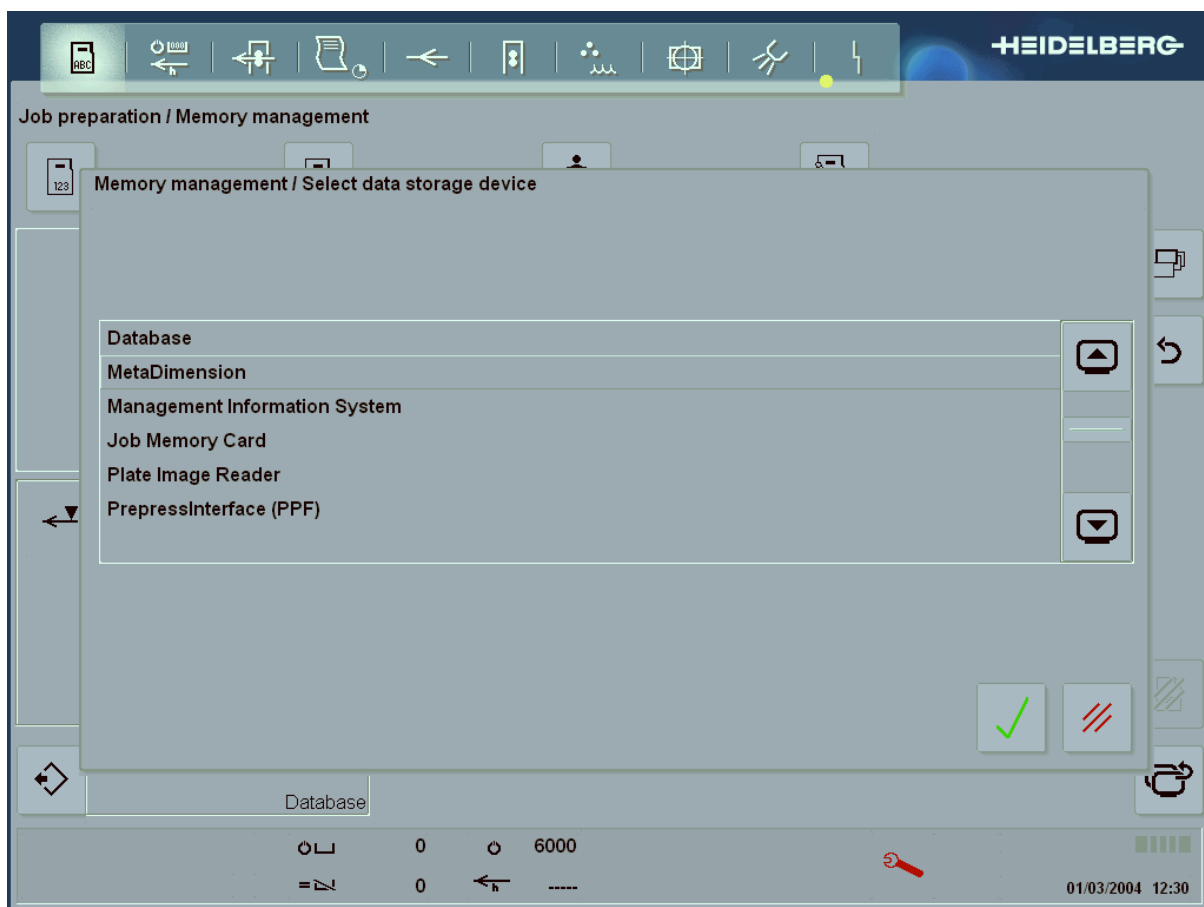 ABC
0001
h
HEIDELBERG
Job preparation / Memory management
123
Memory management / Select data storage device
Database
MetaDimension
Management Information System
Job Memory Card
Plate Image Reader
PrepressInterface (PPF)
Database
0 6000
0 h -----
01/03/2004 12:30